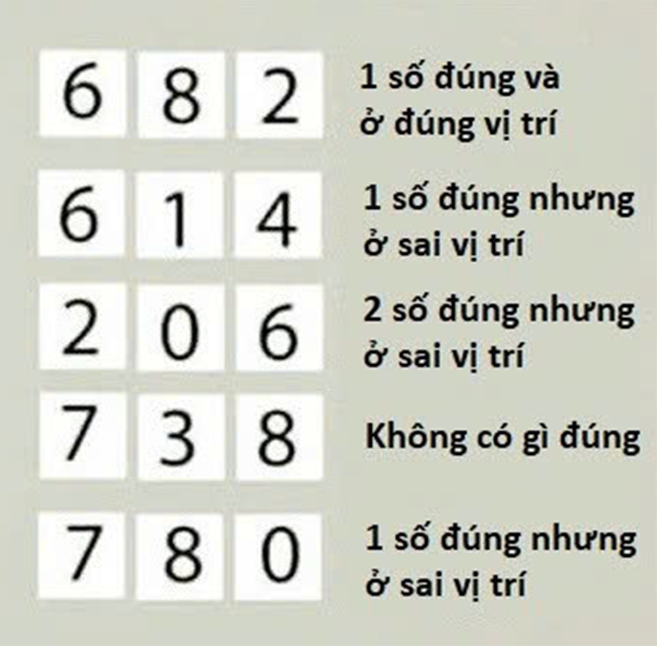 6 8 2 1 số đúng và
ở đúng vị trí
6 1 4 1 số đúng nhưng
ở sai vị trí
2 0 6 2 số đúng nhưng
ở sai vị trí
7 3 8 Không có gì đúng
7 8 0 1 số đúng nhưng
ở sai vị trí